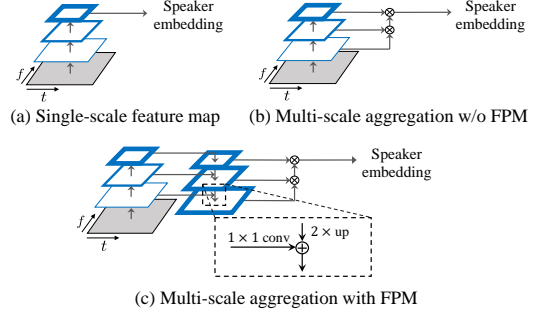 Speaker
embedding
f
t
(a) Single-scale feature map
Speaker
embedding
f
t
(b) Multi-scale aggregation w/o FPM
Speaker
embedding
f
t
1 × 1 conv
2 × up
(c) Multi-scale aggregation with FPM